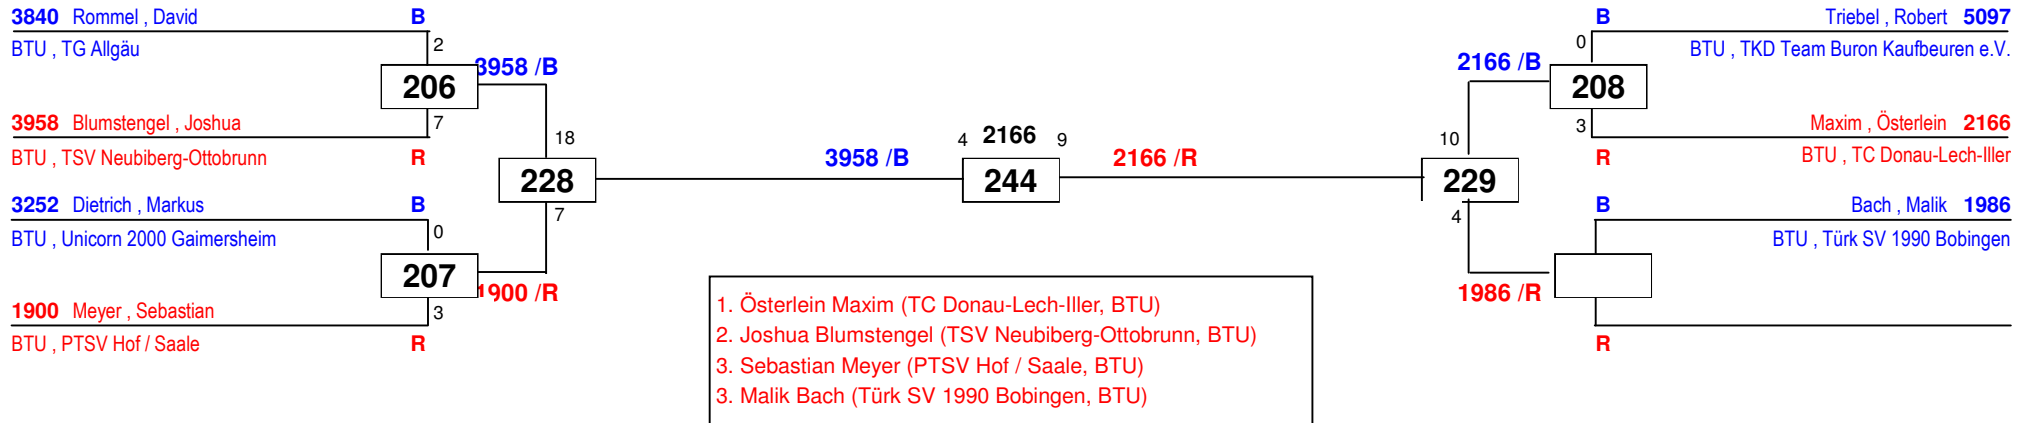 3840 Rommel , David B
BTU , TG Allgäu
2
206
3958 /B
7
3958 Blumstengel , Joshua
BTU , TSV Neubiberg-Ottobrunn R
3252 Dietrich , Markus B
BTU , Unicorn 2000 Gaimersheim
0
207
1900 /R
3
1900 Meyer , Sebastian
BTU , PTSV Hof / Saale R
18
228
7
3958 /B
4 2166 9
244
2166 /R
10
229
4
2166 /B
1986 /R
B Triebel , Robert 5097
0
BTU , TKD Team Buron Kaufbeuren e.V.
208
3
Maxim , Österlein 2166
R BTU , TC Donau-Lech-Iller
B Bach , Malik 1986
BTU , Türk SV 1990 Bobingen
R
1. Österlein Maxim (TC Donau-Lech-Iller, BTU)
2. Joshua Blumstengel (TSV Neubiberg-Ottobrunn, BTU)
3. Sebastian Meyer (PTSV Hof / Saale, BTU)
3. Malik Bach (Türk SV 1990 Bobingen, BTU)